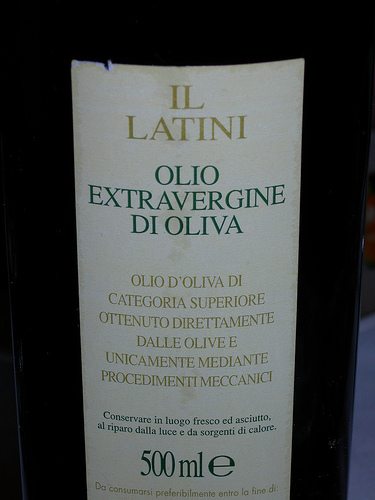 IL
LATINI
OLIO
EXTRAVERGINE
DI OLIVA
OLIO D'OLIVA DI
CATEGORIA SUPERIORE
OTTENUTO DIRETTAMENTE
DALLE OLIVE E
UNICAMENTE MEDIANTE
PROCEDIMENTI MECCANICI
Conservare in luogo fresco ed asciutto,
al riparo dalla luce e da sorgenti di calore.
500 ml ℮
Da consumarsi preferibilmente entro la fine di: